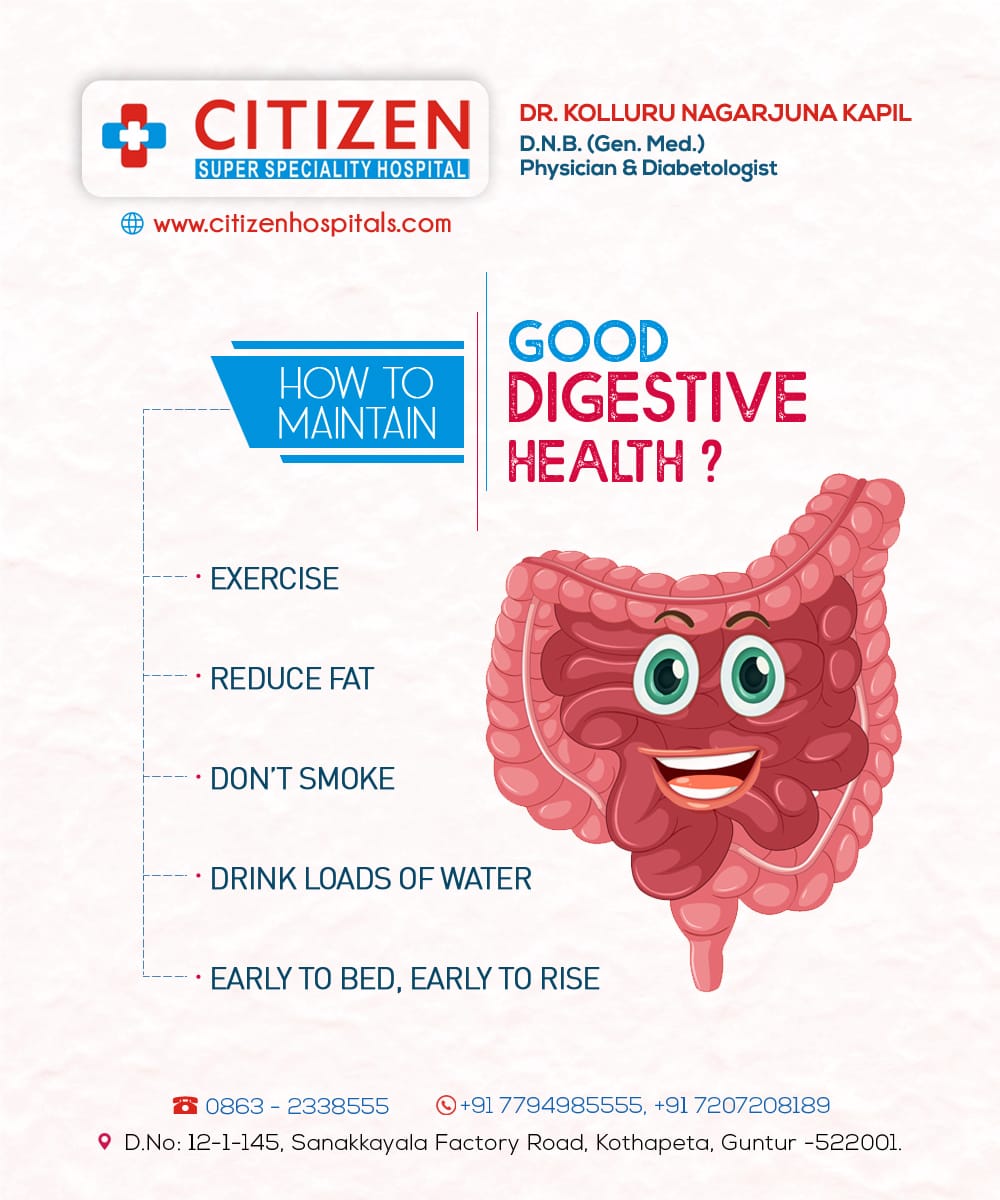 CITIZEN
SUPER SPECIALITY HOSPITAL
www.citizenhospitals.com
DR. KOLLURU NAGARJUNA KAPIL
D.N.B. (Gen. Med.)
Physician & Diabetologist
HOW TO
MAINTAIN
GOOD
DIGESTIVE
HEALTH ?
• EXERCISE
• REDUCE FAT
• DON'T SMOKE
• DRINK LOADS OF WATER
• EARLY TO BED, EARLY TO RISE
0863 - 2338555 +91 7794985555, +91 7207208189
D.No: 12-1-145, Sanakkayala Factory Road, Kothapeta, Guntur -522001.